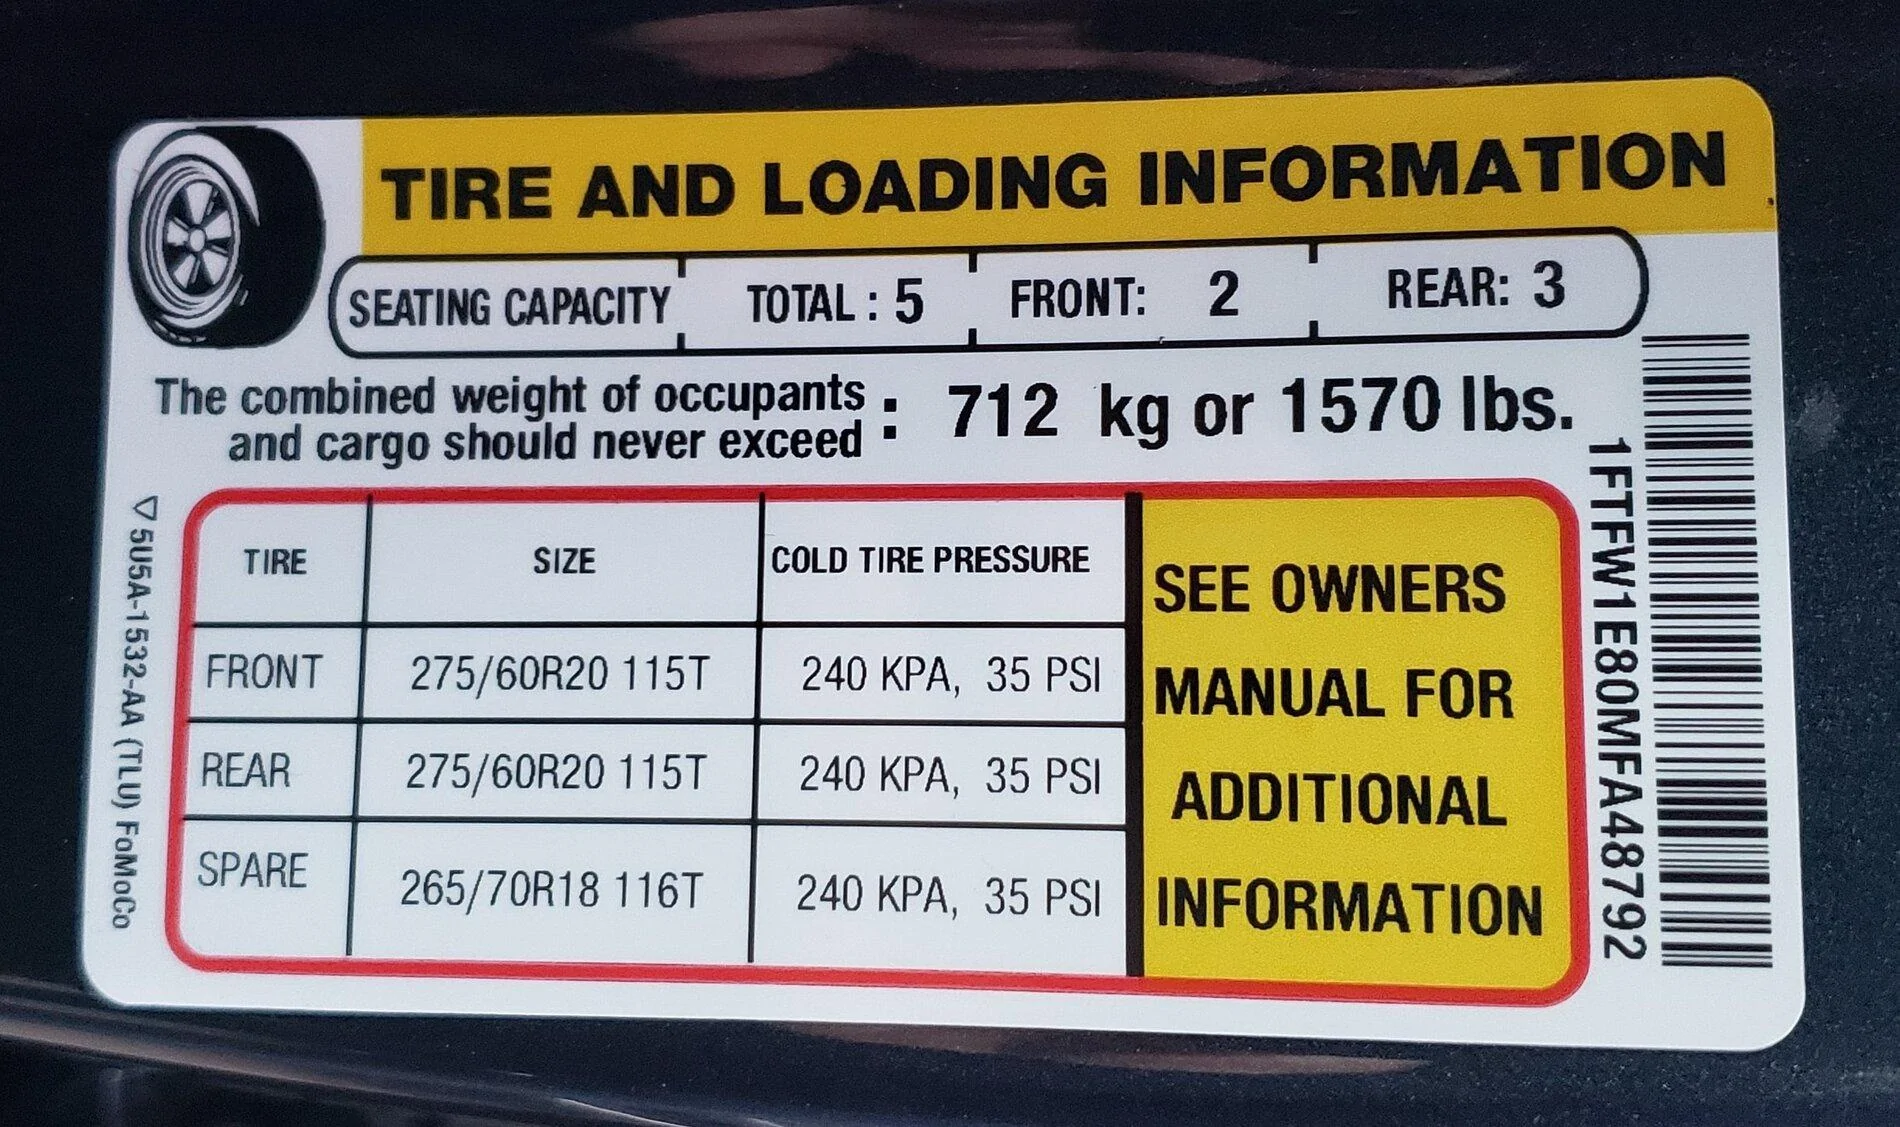 TIRE AND LOADING INFORMATION
SEATING CAPACITY TOTAL : 5 FRONT: 2 REAR: 3
The combined weight of occupants
and cargo should never exceed : 712 kg or 1570 lbs.
TIRE SIZE COLD TIRE PRESSURE
FRONT 275/60R20 115T 240 KPA, 35 PSI
REAR 275/60R20 115T 240 KPA, 35 PSI
SPARE 265/70R18 116T 240 KPA, 35 PSI
SEE OWNERS
MANUAL FOR
ADDITIONAL
INFORMATION
5U5A-1532-AA (TLU) FoMoCo
1FTFW1E80MFA48792